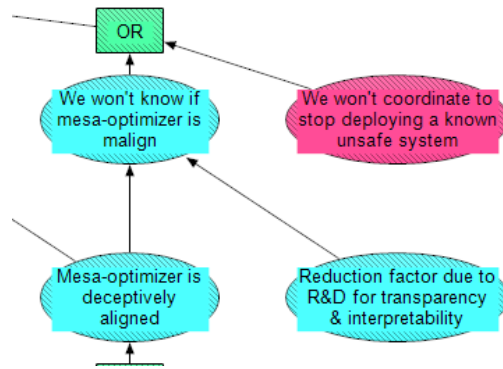 OR
We won't know if
mesa-optimizer is
malign
We won't coordinate to
stop deploying a known
unsafe system
Mesa-optimizer is
deceptively
aligned
Reduction factor due to
R&D for transparency
& interpretability